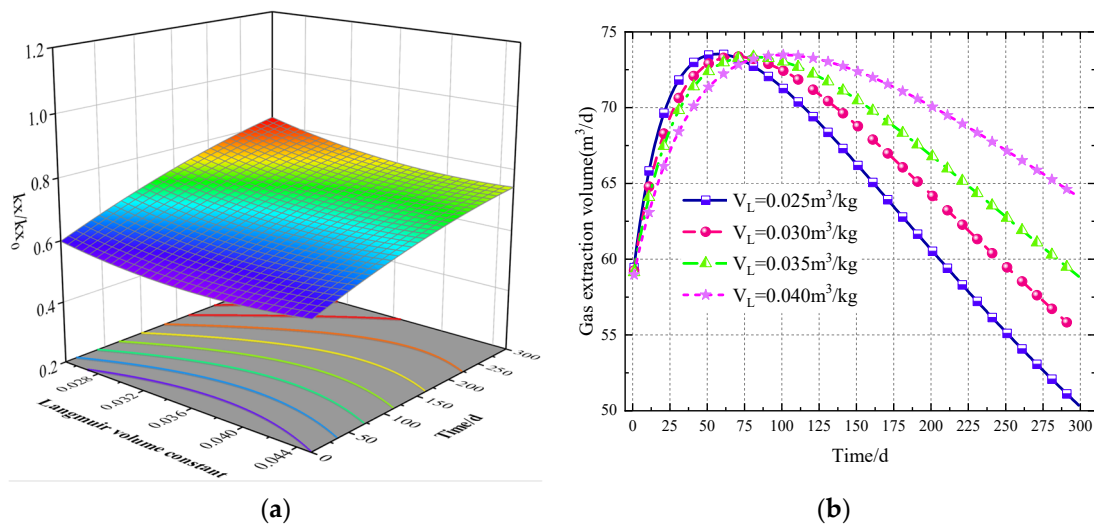 1.2
1.0
0.8
0.6
0.4
0.2
kx/kx0
0.028
0.032
0.036
0.040
0.044
Langmuir volume constant
0
50
100
150
200
250
300
Time/d
(a)
75
70
65
60
55
50
Gas extraction volume(m³/d)
V_L=0.025m³/kg
V_L=0.030m³/kg
V_L=0.035m³/kg
V_L=0.040m³/kg
0 25 50 75 100 125 150 175 200 225 250 275 300
Time/d
(b)